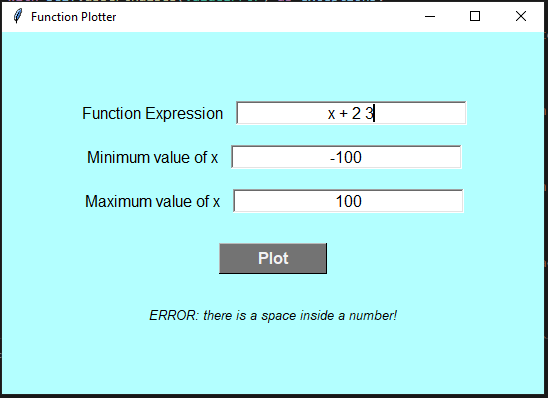 Function Plotter
Function Expression x + 2 3
Minimum value of x -100
Maximum value of x 100
Plot
ERROR: there is a space inside a number!